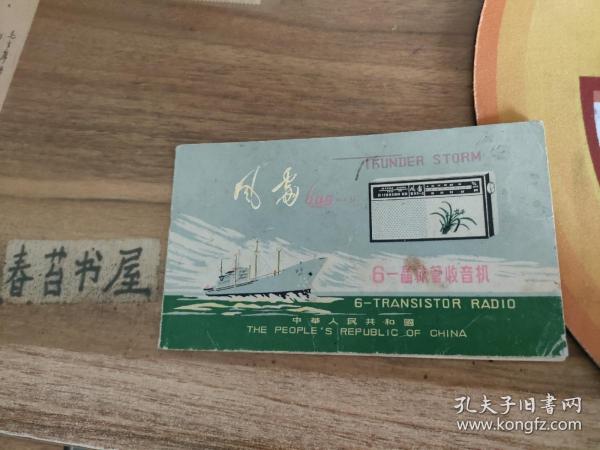 THUNDER STORM
风雷
6-晶体管收音机
6-TRANSISTOR RADIO
中華人民共和國
THE PEOPLE'S REPUBLIC OF CHINA
春苔书屋
孔夫子旧书网
www.kongfz.com